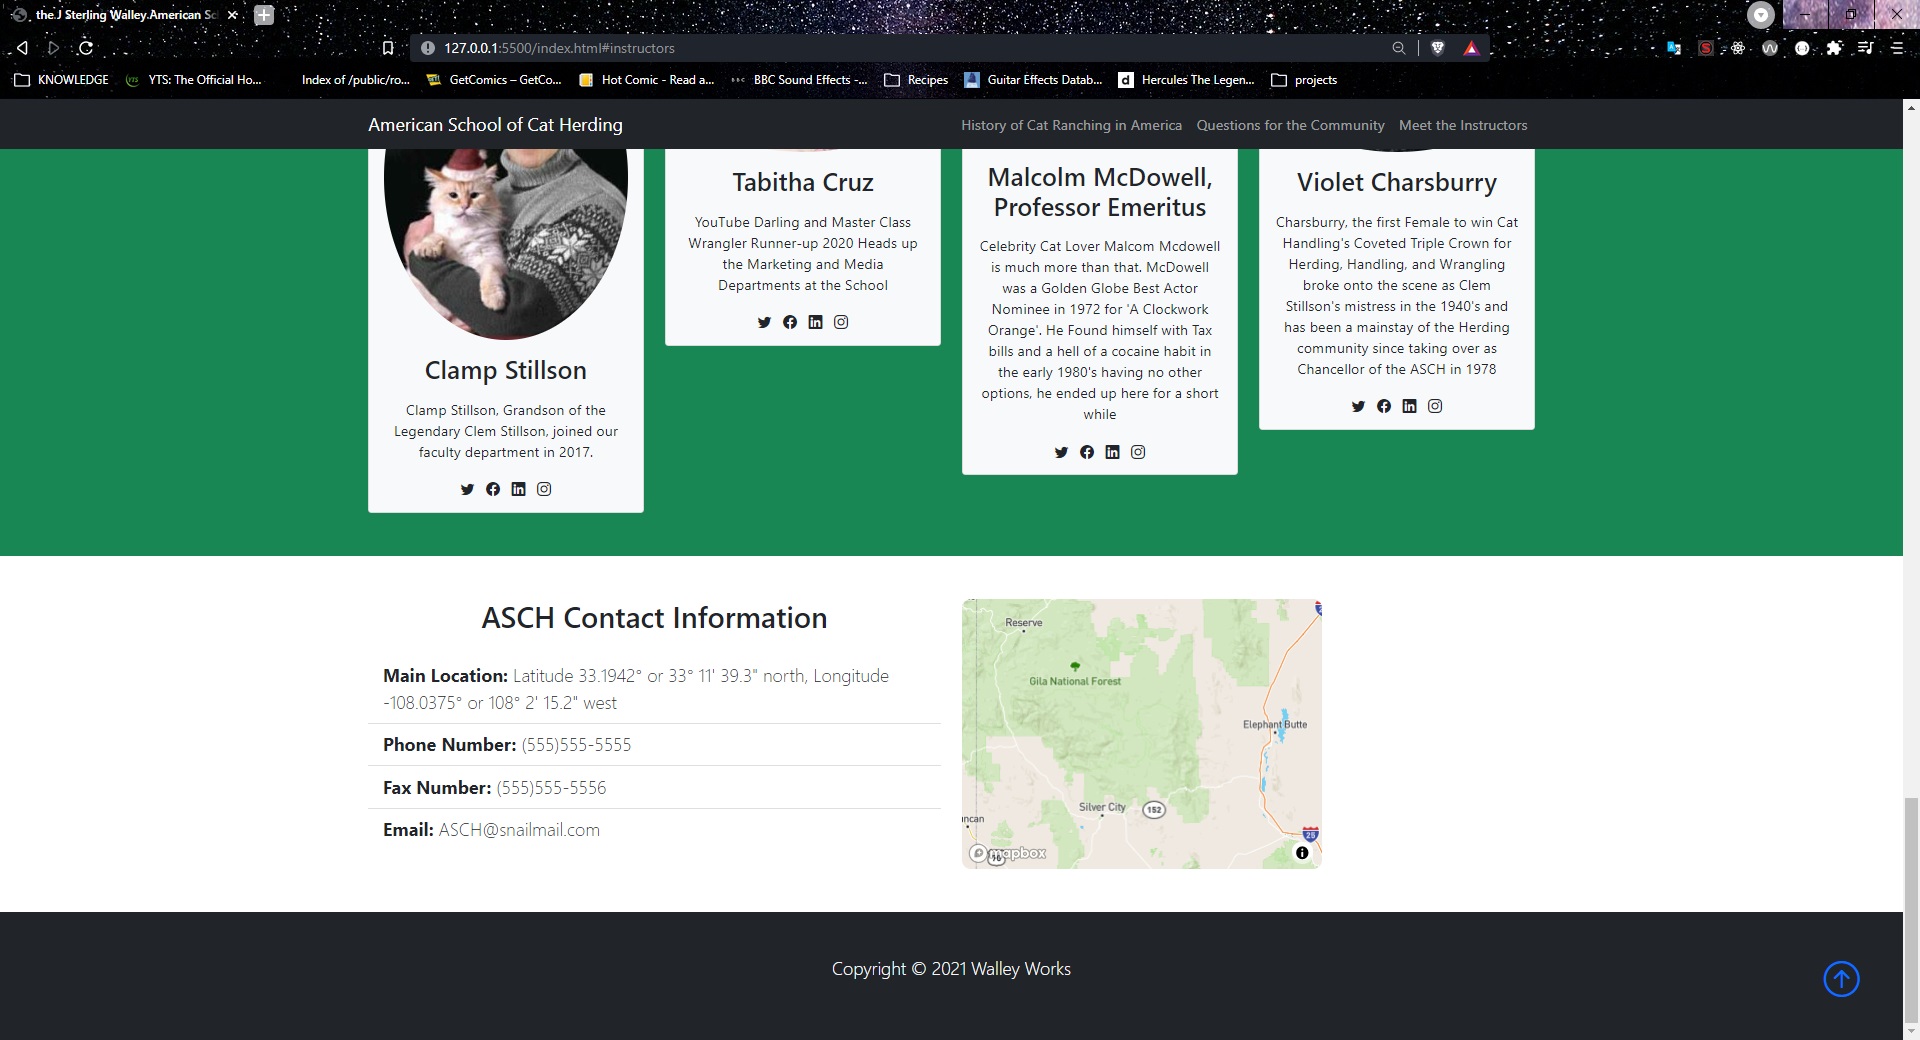 the.J Sterling Walley.American Sc
127.0.0.1:5500/index.html#instructors
KNOWLEDGE
YTS: The Official Ho...
Index of /public/ro...
GetComics – GetCo...
Hot Comic - Read a...
BBC Sound Effects -...
Recipes
Guitar Effects Datab...
Hercules The Legen...
projects
American School of Cat Herding
History of Cat Ranching in America
Questions for the Community
Meet the Instructors
Clamp Stillson
Clamp Stillson, Grandson of the
Legendary Clem Stillson, joined our
faculty department in 2017.
Tabitha Cruz
YouTube Darling and Master Class
Wrangler Runner-up 2020 Heads up
the Marketing and Media
Departments at the School
Malcolm McDowell,
Professor Emeritus
Celebrity Cat Lover Malcom Mcdowell
is much more than that. McDowell
was a Golden Globe Best Actor
Nominee in 1972 for 'A Clockwork
Orange'. He Found himself with Tax
bills and a hell of a cocaine habit in
the early 1980's having no other
options, he ended up here for a short
while
Violet Charsburry
Charsburry, the first Female to win Cat
Handling's Coveted Triple Crown for
Herding, Handling, and Wrangling
broke onto the scene as Clem
Stillson's mistress in the 1940's and
has been a mainstay of the Herding
community since taking over as
Chancellor of the ASCH in 1978
ASCH Contact Information
Main Location: Latitude 33.1942° or 33° 11' 39.3" north, Longitude
-108.0375° or 108° 2' 15.2" west
Phone Number: (555)555-5555
Fax Number: (555)555-5556
Email: ASCH@snailmail.com
Reserve
Gila National Forest
Elephant Butte
Silver City
152
ncan
25
mapbox
Copyright © 2021 Walley Works